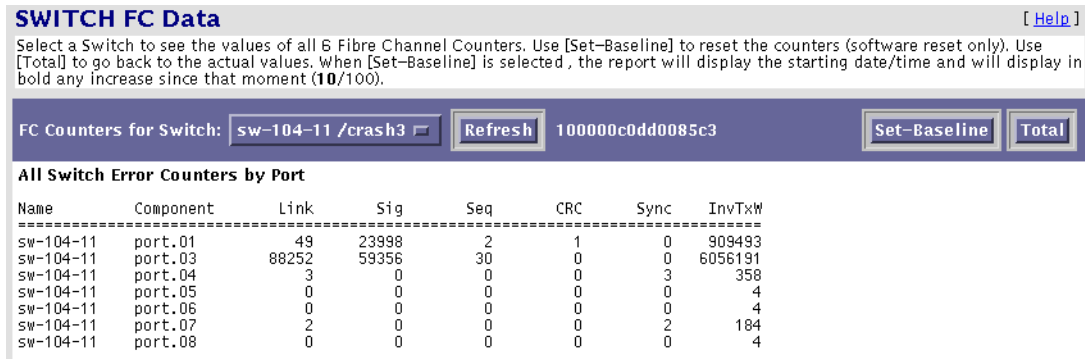 SWITCH FC Data [ Help ]
Select a Switch to see the values of all 6 Fibre Channel Counters. Use [Set-Baseline] to reset the counters (software reset only). Use
[Total] to go back to the actual values. When [Set-Baseline] is selected , the report will display the starting date/time and will display in
bold any increase since that moment (10/100).
FC Counters for Switch: sw-104-11 /crash3 Refresh 100000c0dd0085c3 Set-Baseline Total
All Switch Error Counters by Port
Name Component Link Sig Seq CRC Sync InvTxW
================================================================================
sw-104-11 port.01 49 23998 2 1 0 909493
sw-104-11 port.03 88252 59356 30 0 0 6056191
sw-104-11 port.04 3 0 0 0 3 358
sw-104-11 port.05 0 0 0 0 0 4
sw-104-11 port.06 0 0 0 0 0 4
sw-104-11 port.07 2 0 0 0 2 184
sw-104-11 port.08 0 0 0 0 0 4